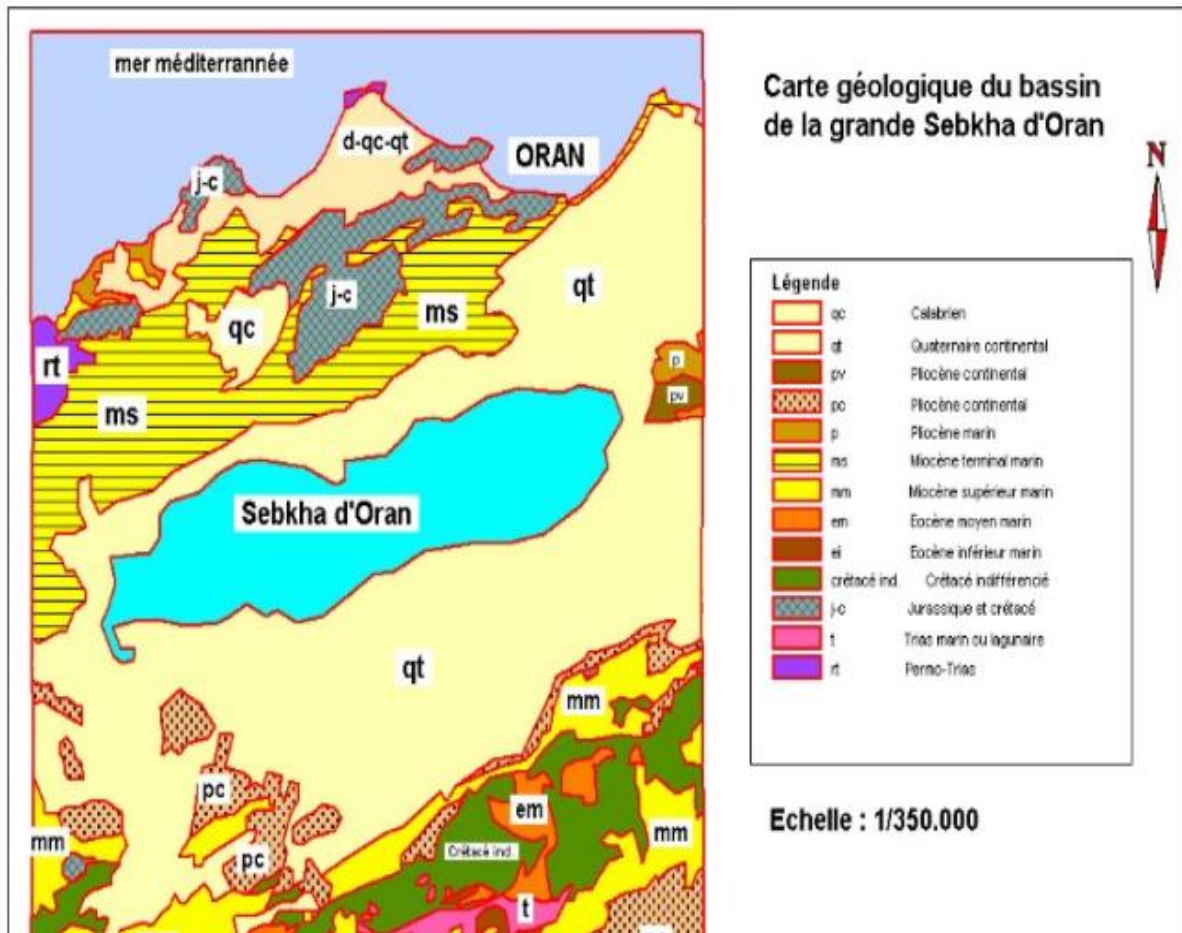 mer méditerrannée
d-qc-qt
ORAN
j-c
qt
j-c
qc
ms
rt
p
pv
ms
Sebkha d'Oran
qt
mm
pc
em
mm
mm
pc
Crétacé ind.
t
Carte géologique du bassin
de la grande Sebkha d'Oran
N
Légende
qc Calabrien
qt Quaternaire continental
pv Pliocène continental
pc Pliocène continental
p Pliocène marin
ms Miocène terminal marin
mm Miocène supérieur marin
em Eocène moyen marin
ei Eocène inférieur marin
crétacé ind. Crétacé indifférencié
j-c Jurassique et crétacé
t Trias marin ou lagunaire
rt Permo-Trias
Echelle : 1/350.000